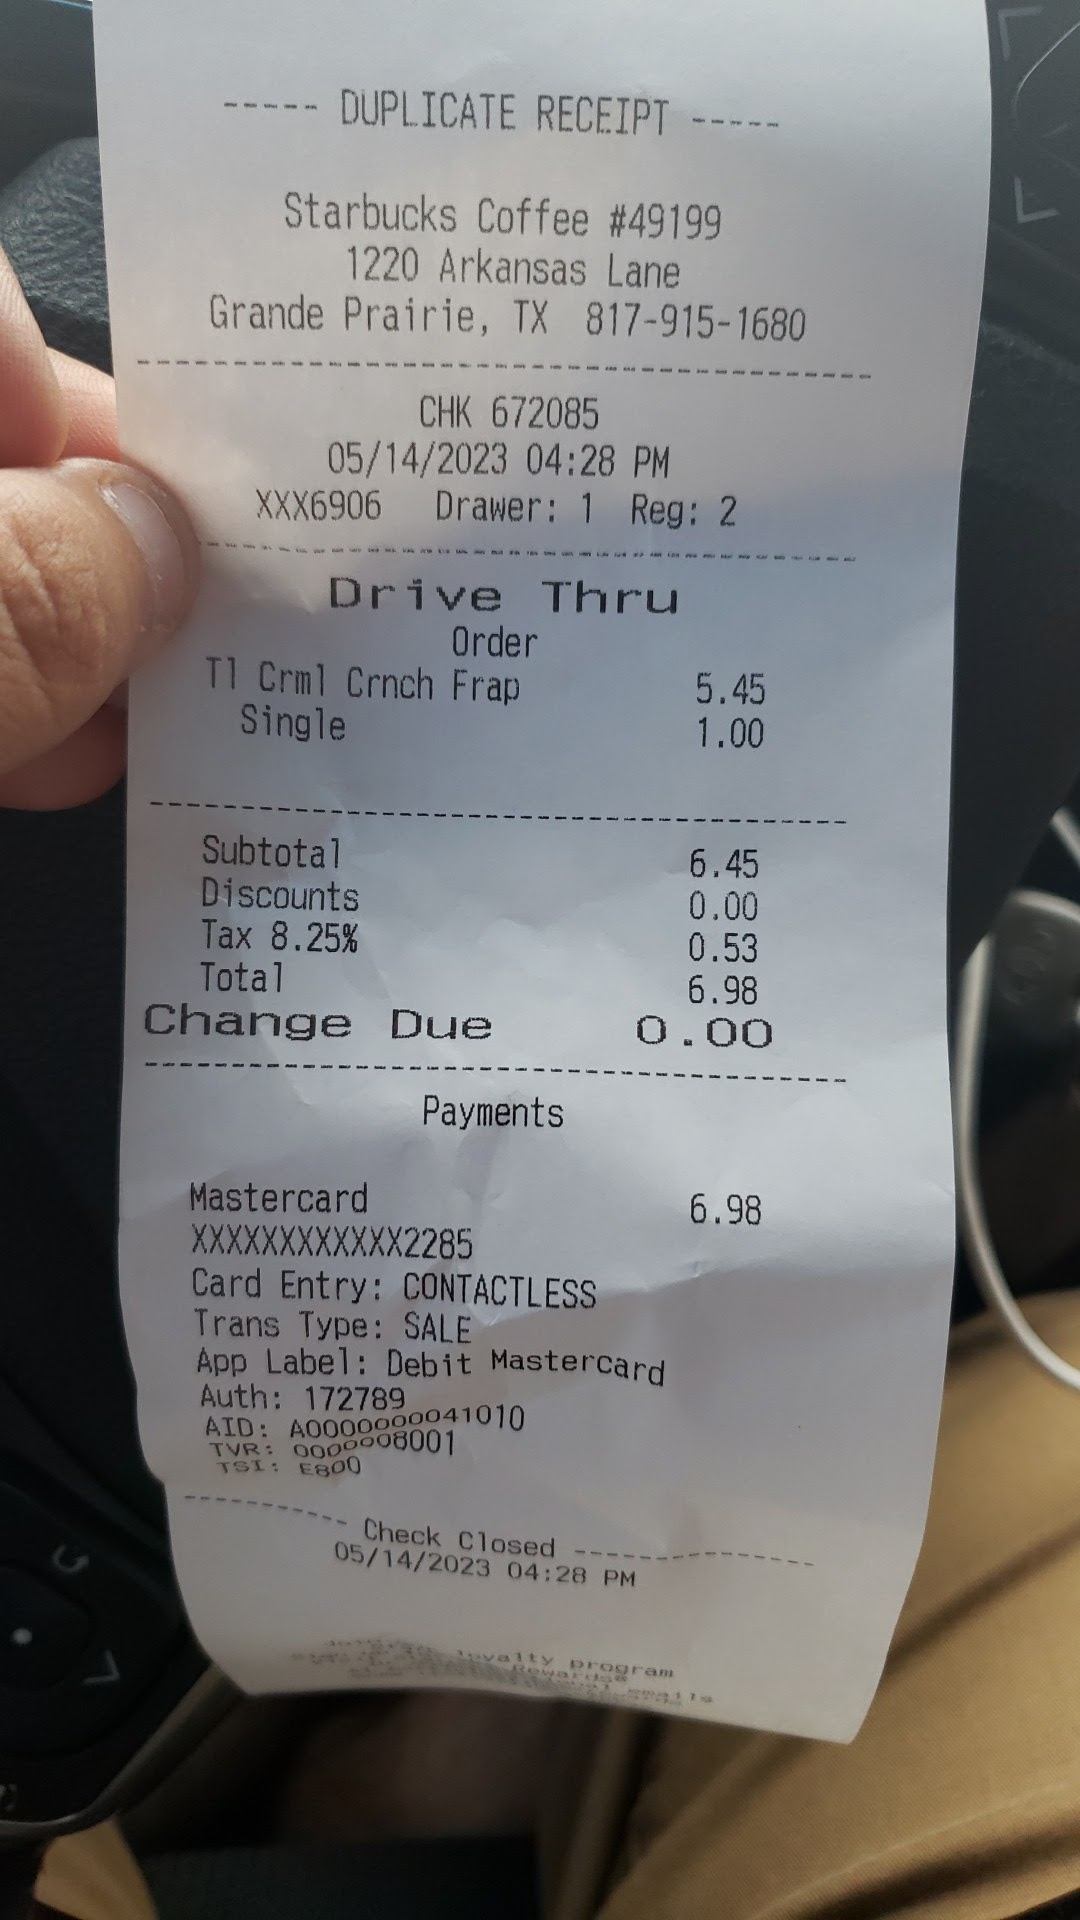 ----- DUPLICATE RECEIPT -----
Starbucks Coffee #49199
1220 Arkansas Lane
Grande Prairie, TX 817-915-1680
CHK 672085
05/14/2023 04:28 PM
XXX6906 Drawer: 1 Reg: 2
Drive Thru
Order
Tl Crml Crnch Frap 5.45
Single 1.00
Subtotal 6.45
Discounts 0.00
Tax 8.25% 0.53
Total 6.98
Change Due 0.00
Payments
Mastercard 6.98
XXXXXXXXXXXX2285
Card Entry: CONTACTLESS
Trans Type: SALE
App Label: Debit Mastercard
Auth: 172789
AID: A0000000041010
TVR: 0000008001
TSI: E800
---------- Check Closed ---------------
05/14/2023 04:28 PM
loyalty program
Rewards®
emails